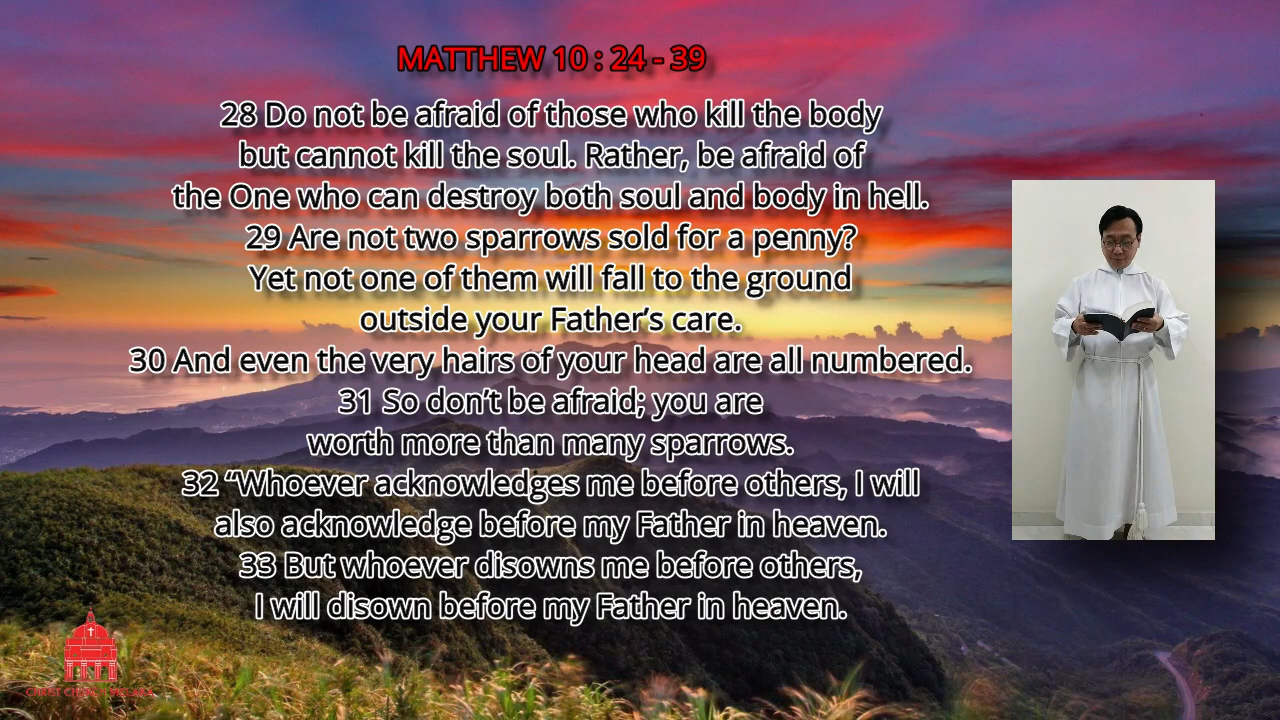 MATTHEW 10 : 24 - 39
28 Do not be afraid of those who kill the body
but cannot kill the soul. Rather, be afraid of
the One who can destroy both soul and body in hell.
29 Are not two sparrows sold for a penny?
Yet not one of them will fall to the ground
outside your Father’s care.
30 And even the very hairs of your head are all numbered.
31 So don’t be afraid; you are
worth more than many sparrows.
32 “Whoever acknowledges me before others, I will
also acknowledge before my Father in heaven.
33 But whoever disowns me before others,
I will disown before my Father in heaven.
CHRIST CHURCH MELAKA